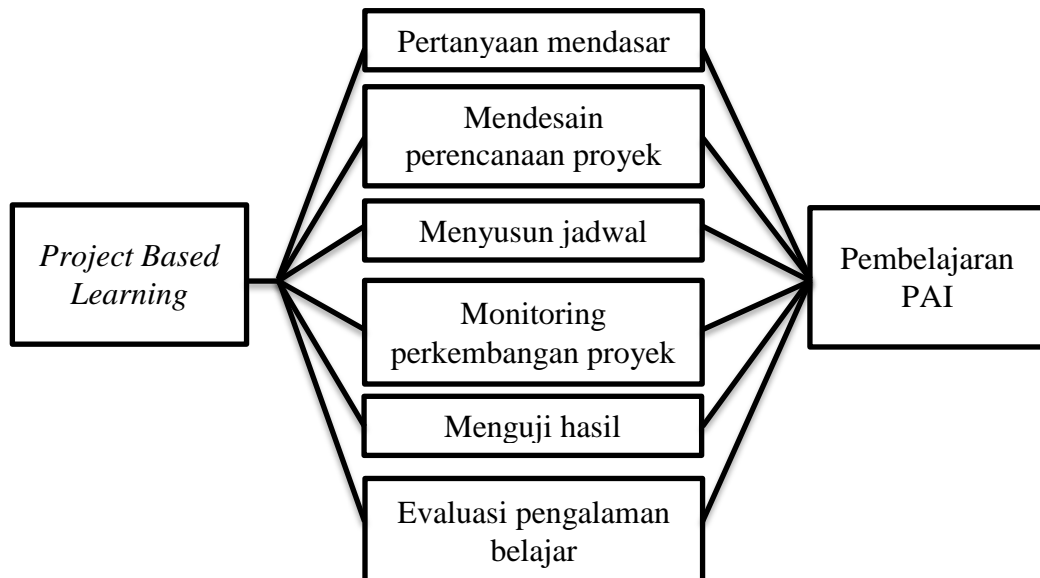 Project Based
Learning
Pertanyaan mendasar
Mendesain
perencanaan proyek
Menyusun jadwal
Monitoring
perkembangan proyek
Menguji hasil
Evaluasi pengalaman
belajar
Pembelajaran
PAI